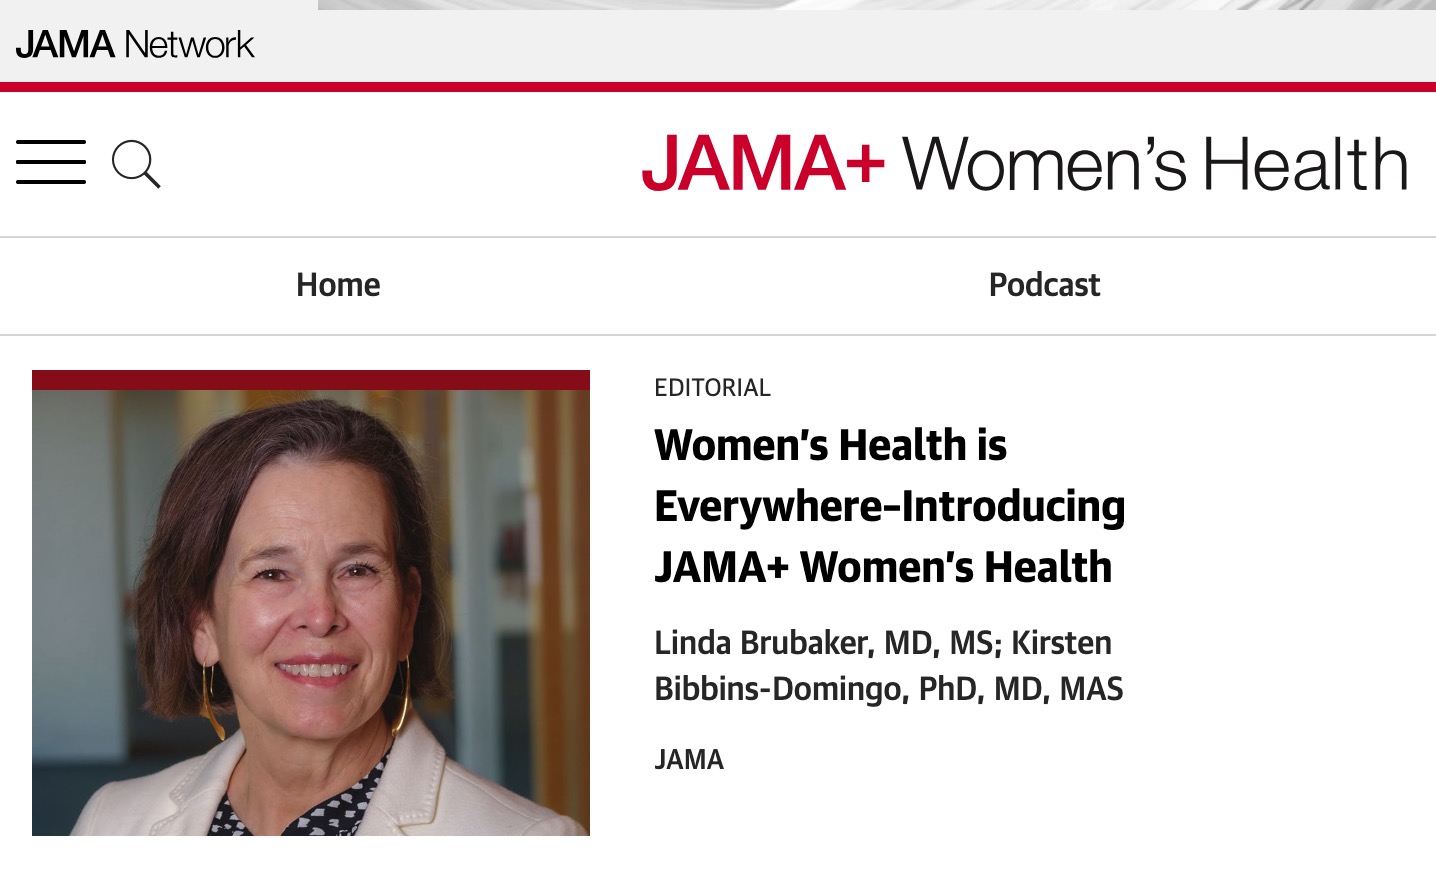 JAMA Network
JAMA+ Women’s Health
Home
Podcast
EDITORIAL
Women’s Health is
Everywhere–Introducing
JAMA+ Women’s Health
Linda Brubaker, MD, MS; Kirsten
Bibbins-Domingo, PhD, MD, MAS
JAMA